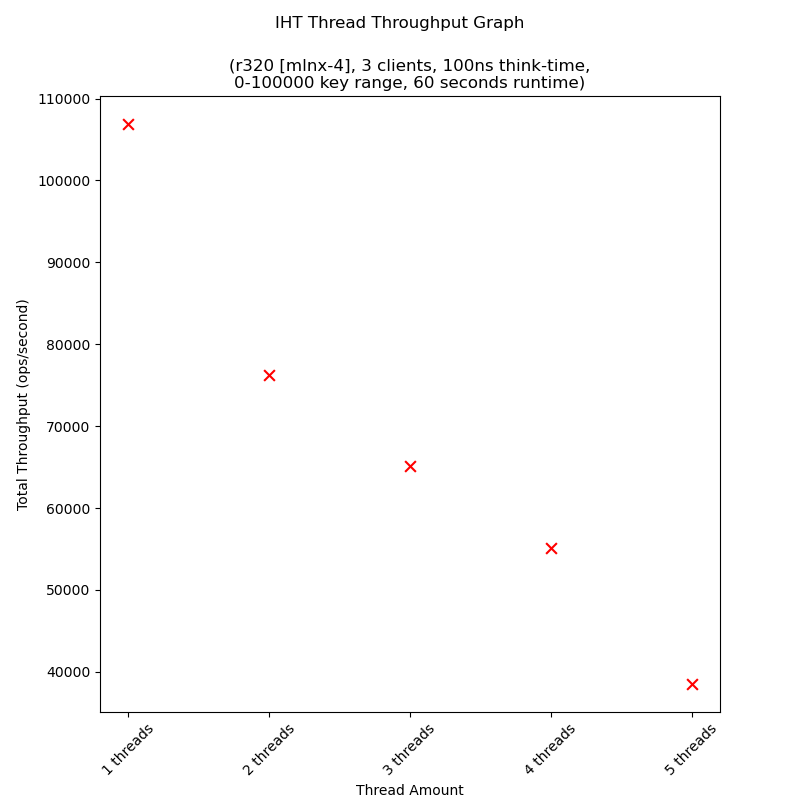 IHT Thread Throughput Graph
(r320 [mlnx-4], 3 clients, 100ns think-time,
0-100000 key range, 60 seconds runtime)
110000
100000
90000
80000
70000
60000
50000
40000
Total Throughput (ops/second)
1 threads
2 threads
3 threads
4 threads
5 threads
Thread Amount